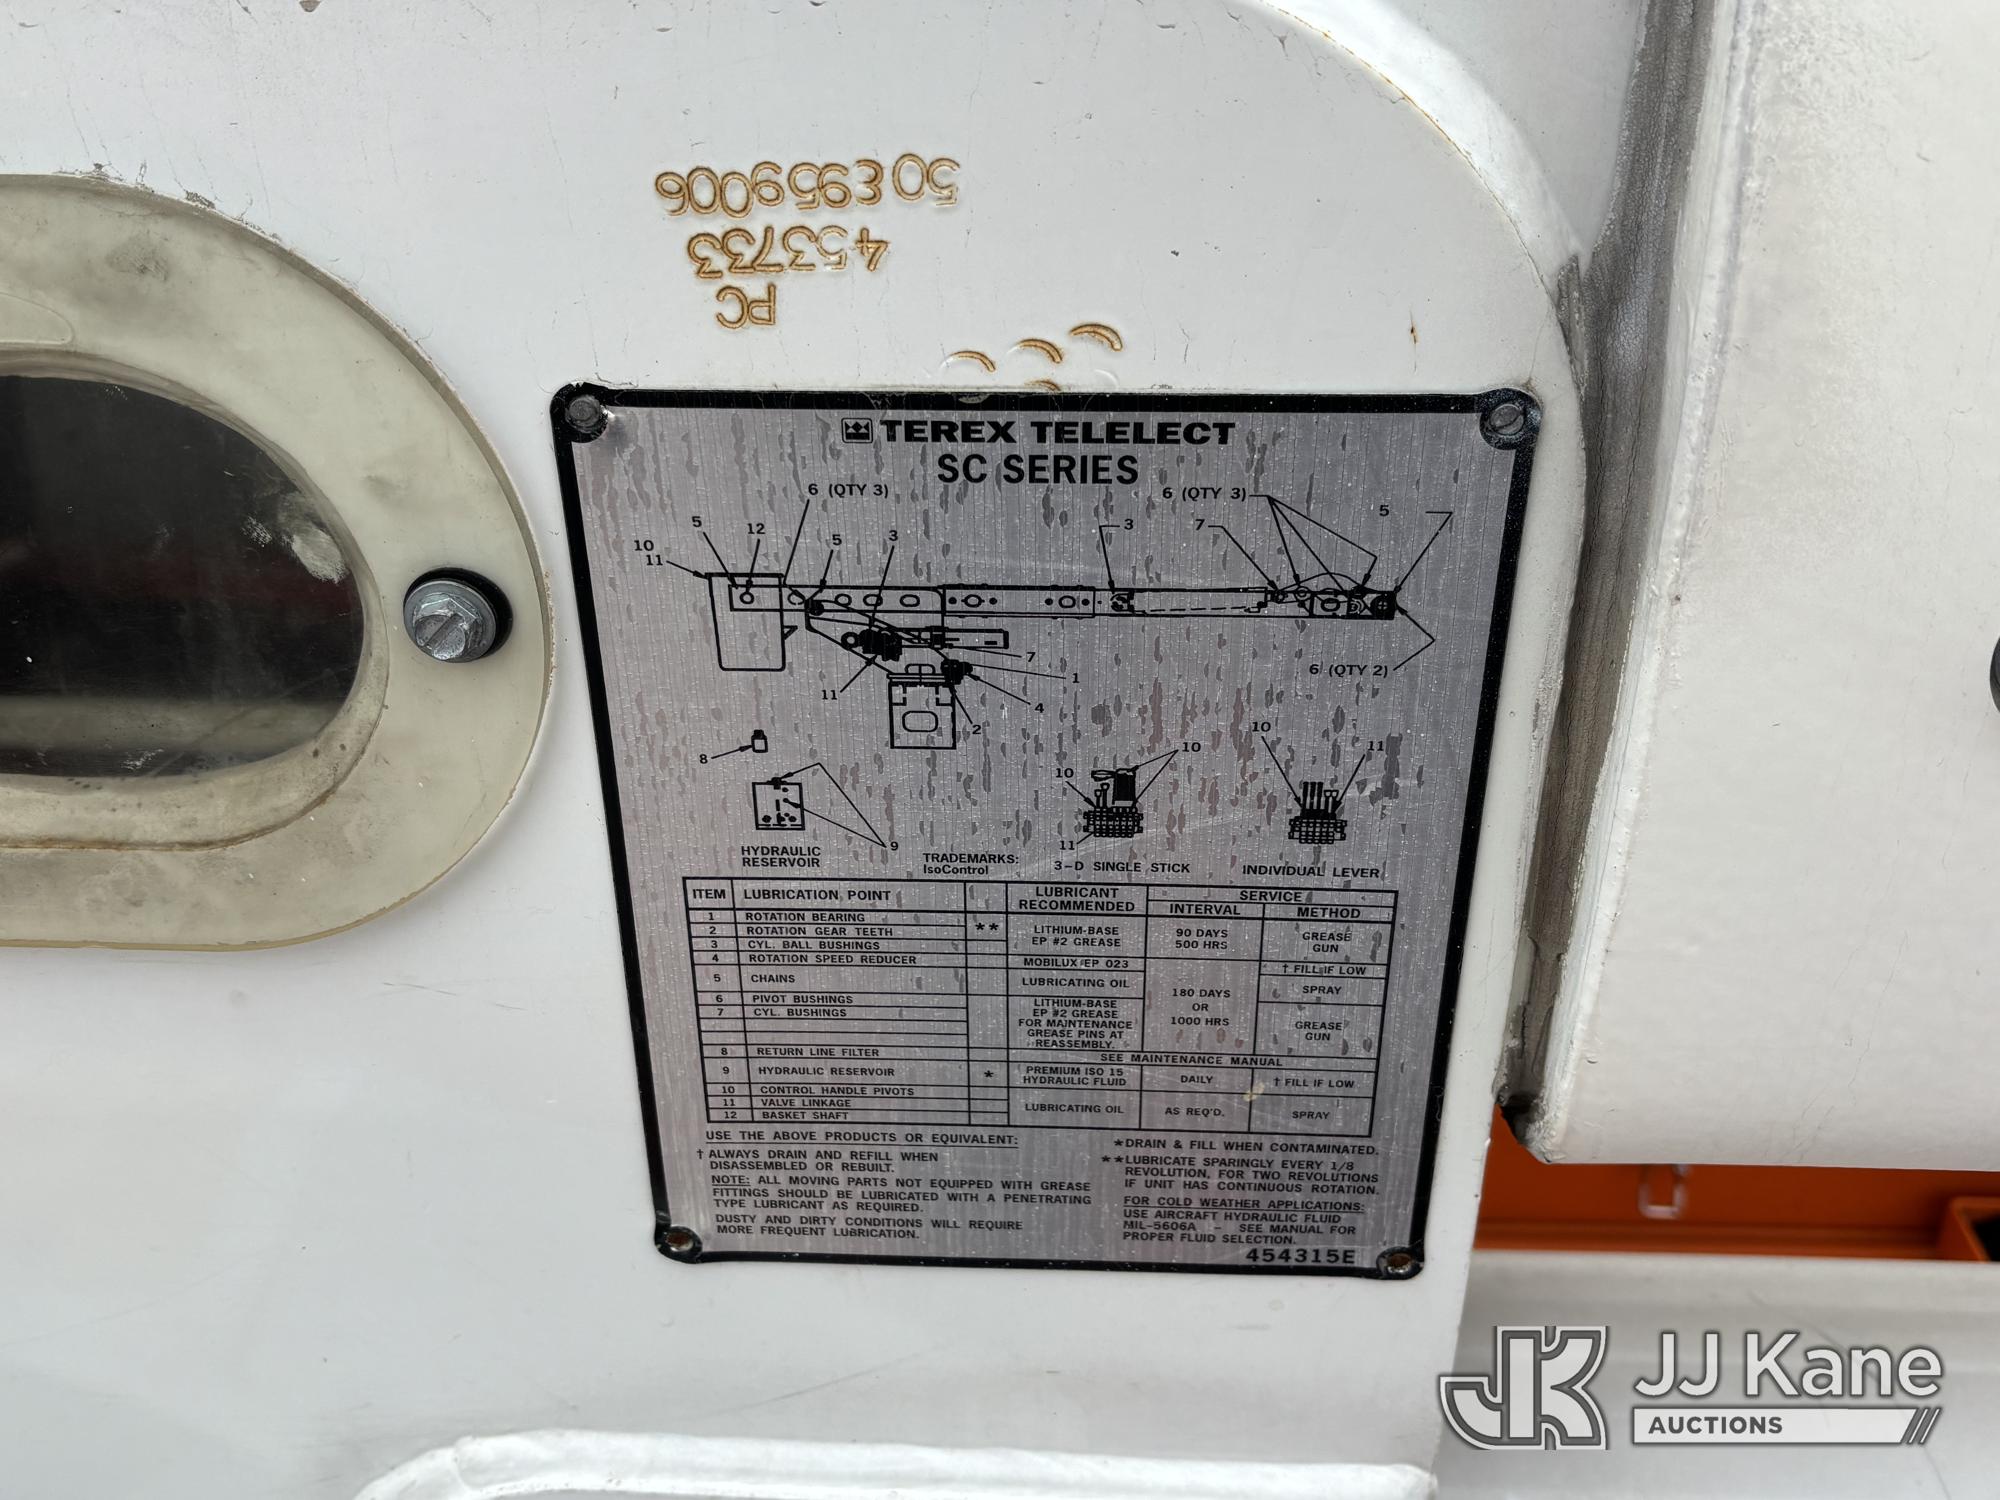 50E959006
453733
PC
TEREX TELELECT
SC SERIES
6 (QTY 3)
6 (QTY 3)
5
12
5
3
3
7
5
10
11
7
6 (QTY 2)
11
1
4
2
8
10
10
10
11
9
11
HYDRAULIC
RESERVOIR
TRADEMARKS:
IsoControl
3-D SINGLE STICK
INDIVIDUAL LEVER
ITEM LUBRICATION POINT LUBRICANT RECOMMENDED SERVICE INTERVAL METHOD
1 ROTATION BEARING
2 ROTATION GEAR TEETH ** LITHIUM-BASE EP #2 GREASE 90 DAYS 500 HRS GREASE GUN
3 CYL. BALL BUSHINGS
4 ROTATION SPEED REDUCER MOBILUX EP 023 † FILL IF LOW
5 CHAINS LUBRICATING OIL 180 DAYS OR 1000 HRS SPRAY
6 PIVOT BUSHINGS LITHIUM-BASE
7 CYL. BUSHINGS EP #2 GREASE
FOR MAINTENANCE GREASE GUN
GREASE PINS AT
REASSEMBLY.
8 RETURN LINE FILTER SEE MAINTENANCE MANUAL
9 HYDRAULIC RESERVOIR * PREMIUM ISO 15 HYDRAULIC FLUID DAILY † FILL IF LOW
10 CONTROL HANDLE PIVOTS
11 VALVE LINKAGE LUBRICATING OIL AS REQ'D. SPRAY
12 BASKET SHAFT
USE THE ABOVE PRODUCTS OR EQUIVALENT:
† ALWAYS DRAIN AND REFILL WHEN
DISASSEMBLED OR REBUILT.
NOTE: ALL MOVING PARTS NOT EQUIPPED WITH GREASE
FITTINGS SHOULD BE LUBRICATED WITH A PENETRATING
TYPE LUBRICANT AS REQUIRED.
DUSTY AND DIRTY CONDITIONS WILL REQUIRE
MORE FREQUENT LUBRICATION.
*DRAIN & FILL WHEN CONTAMINATED.
**LUBRICATE SPARINGLY EVERY 1/8
REVOLUTION, FOR TWO REVOLUTIONS
IF UNIT HAS CONTINUOUS ROTATION.
FOR COLD WEATHER APPLICATIONS:
USE AIRCRAFT HYDRAULIC FLUID
MIL-5606A - SEE MANUAL FOR
PROPER FLUID SELECTION.
454315E
JK JJ Kane
AUCTIONS